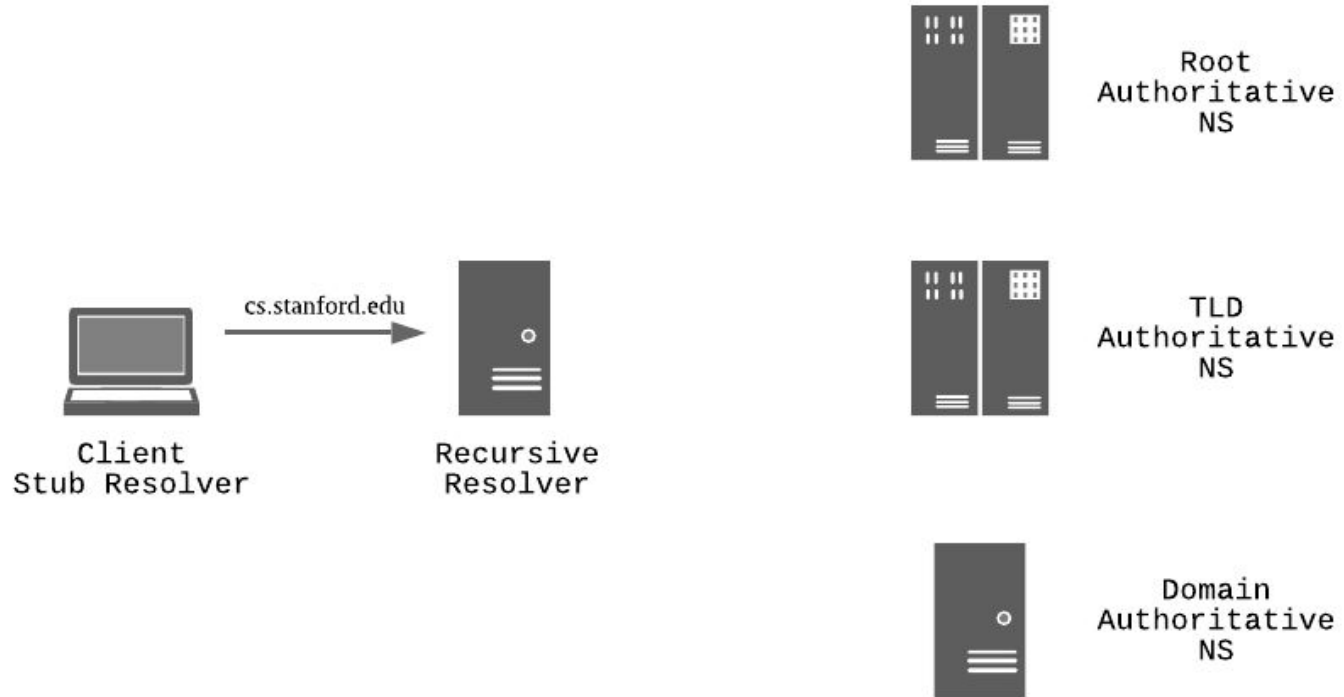 Root
Authoritative
NS
cs.stanford.edu
TLD
Authoritative
NS
Client
Stub Resolver
Recursive
Resolver
Domain
Authoritative
NS